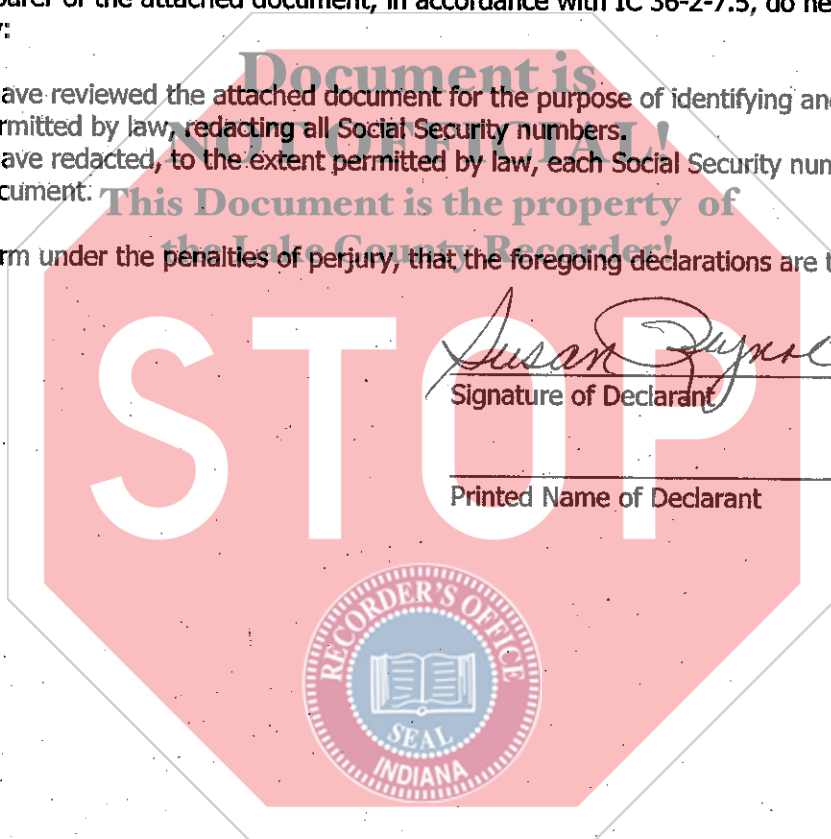 parer of the attached document, in accordance with IC 36-2-7.5, do he
:
Document is
ave reviewed the attached document for the purpose of identifying and
rmitted by law, redacting all Social Security numbers.
NOT OFFICIAL!
ave redacted, to the extent permitted by law, each Social Security num
cument.
This Document is the property of
the Lake County Recorder!
rm under the penalties of perjury, that the foregoing declarations are t
STOP
Susan
Signature of Declarant
Printed Name of Declarant
RECORDER'S OFFICE
SEAL
INDIANA